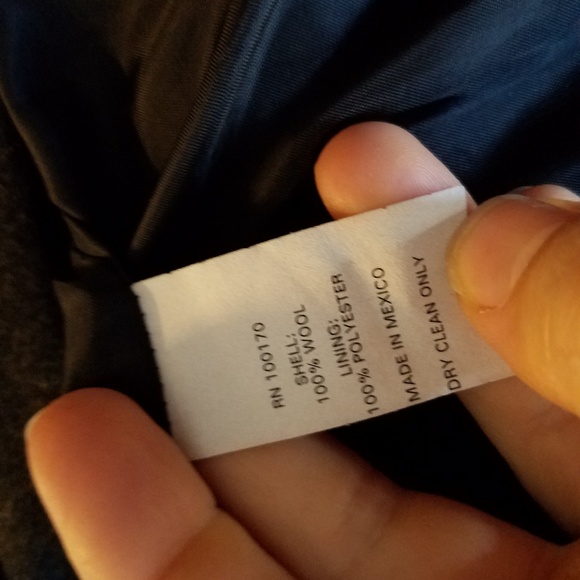 RN 100170
SHELL:
100% WOOL
LINING:
100% POLYESTER
MADE IN MEXICO
DRY CLEAN ONLY